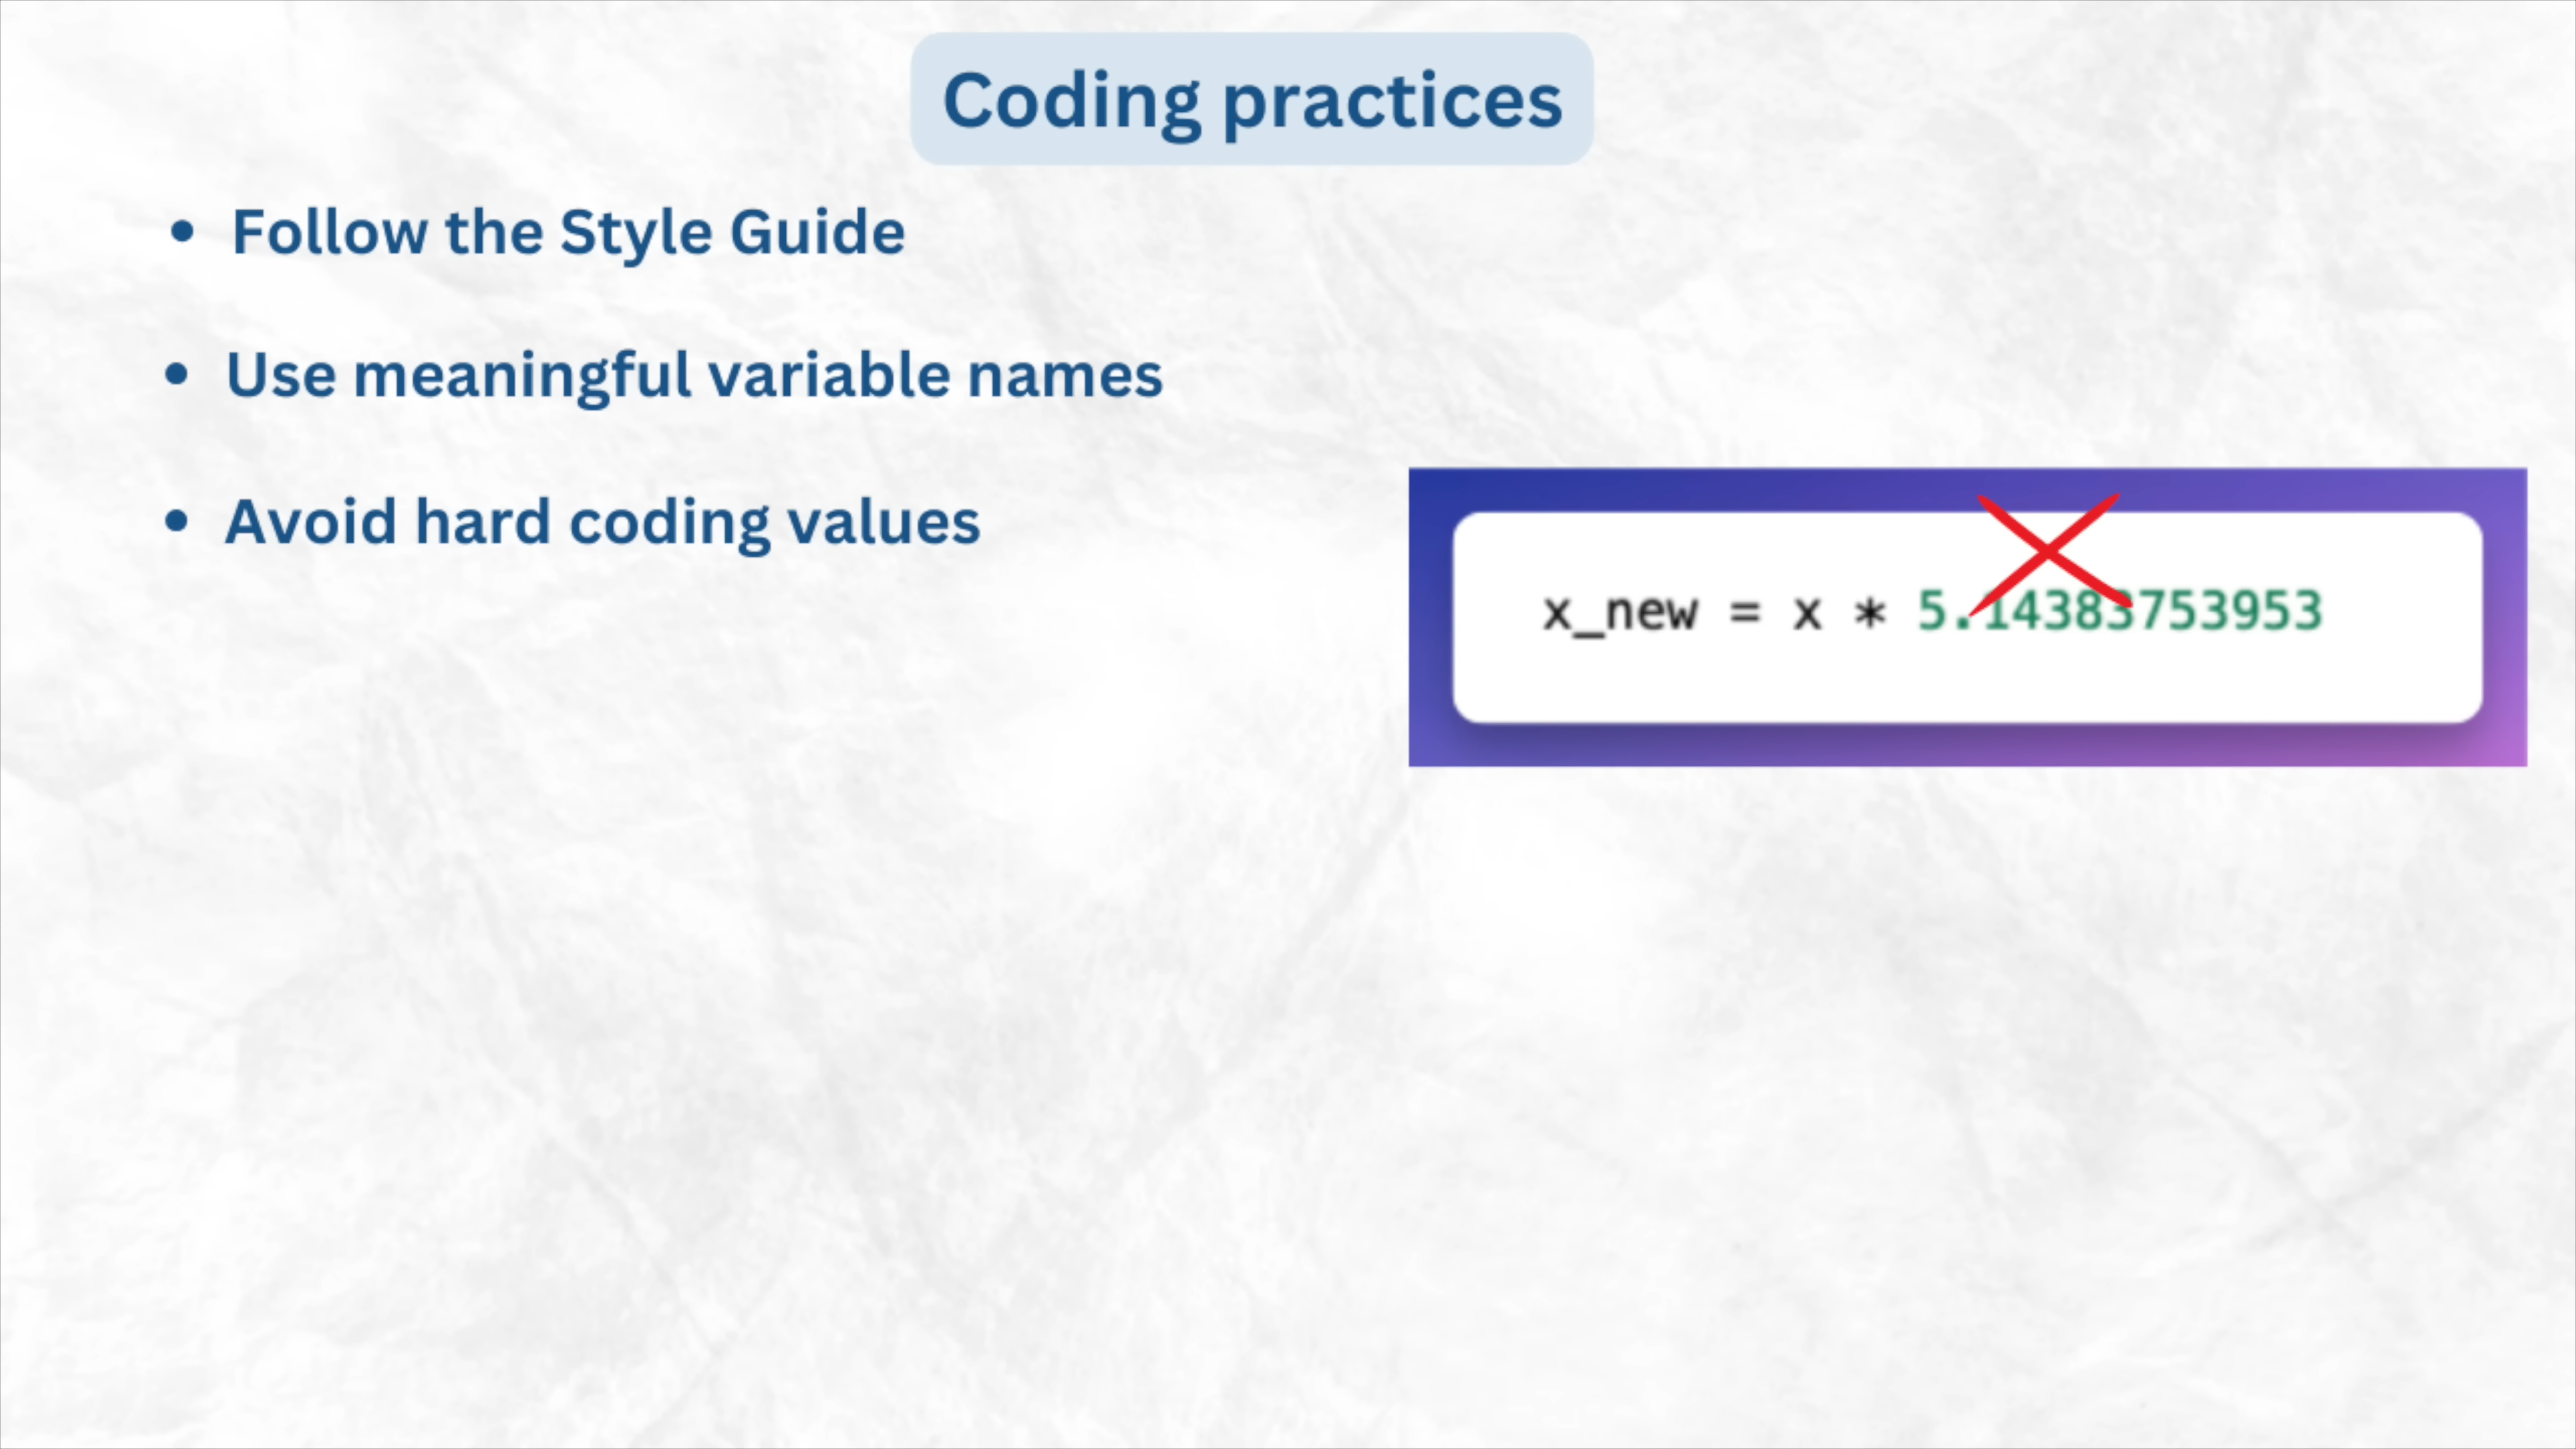 Coding practices
Follow the Style Guide
Use meaningful variable names
Avoid hard coding values
x_new = x * 5.14383753953